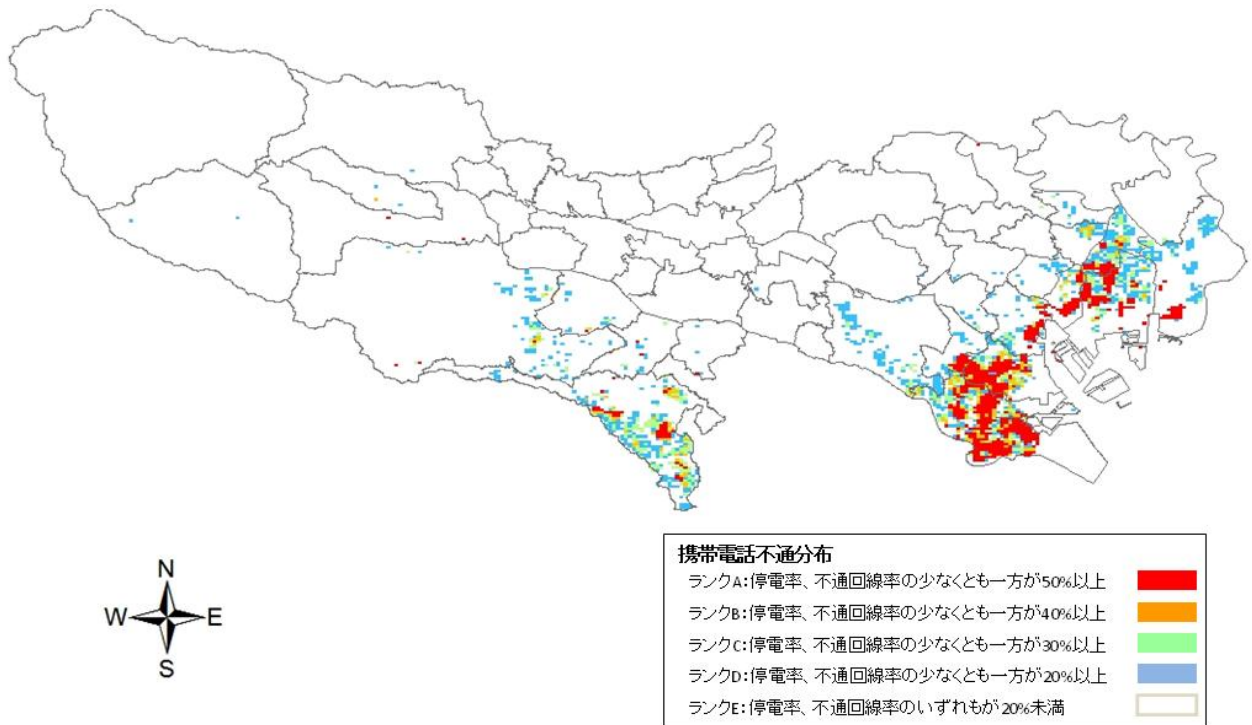 N
W E
S
携帯電話不通分布
ランクA:停電率、不通回線率の少なくとも一方が50%以上
ランクB:停電率、不通回線率の少なくとも一方が40%以上
ランクC:停電率、不通回線率の少なくとも一方が30%以上
ランクD:停電率、不通回線率の少なくとも一方が20%以上
ランクE:停電率、不通回線率のいずれもが20%未満